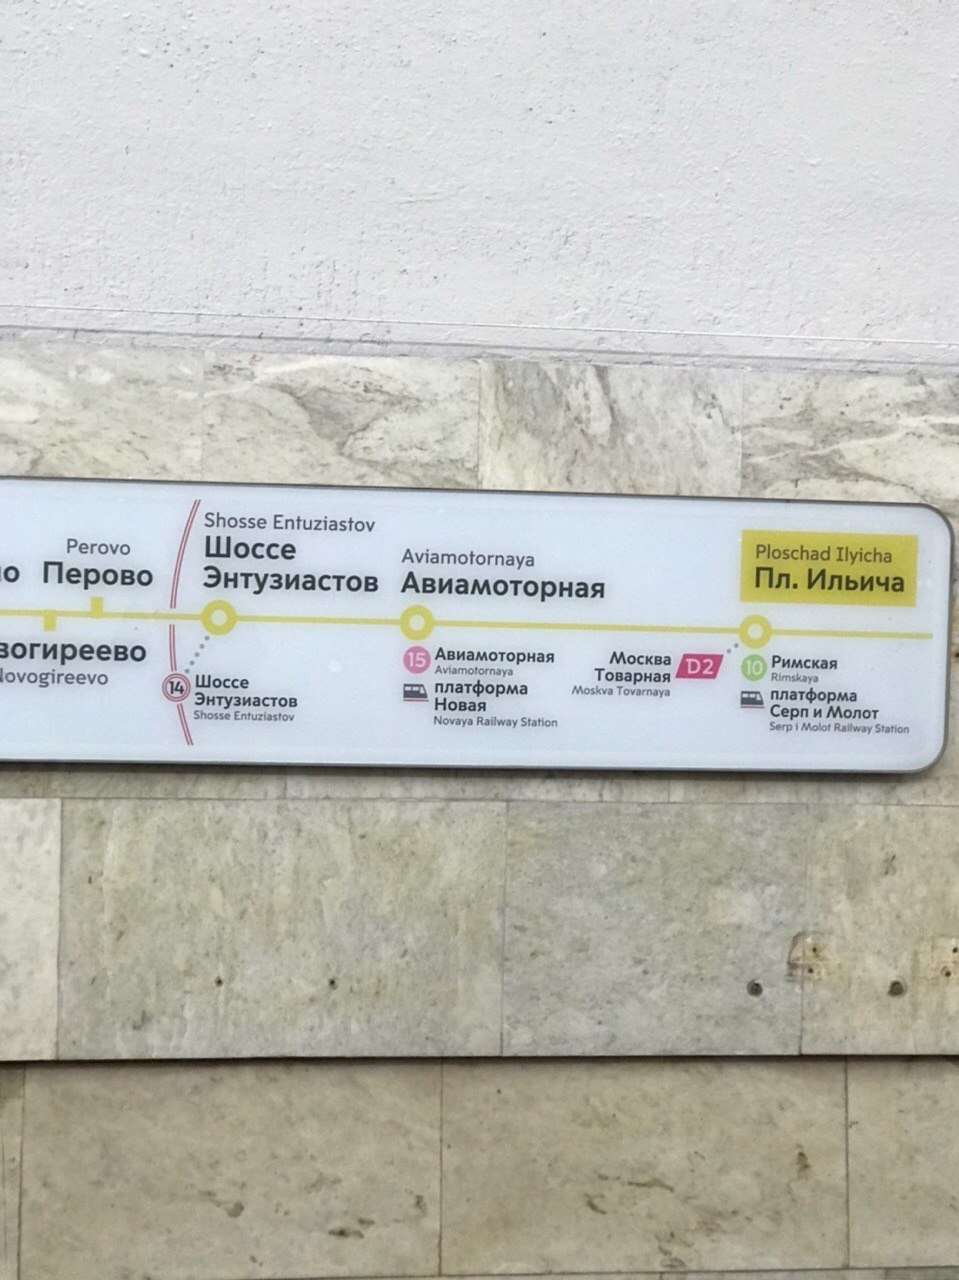 Perovo
Перово
Novogireevo
Shosse Entuziastov
Шоссе
Энтузиастов
14
Шоссе
Энтузиастов
Shosse Entuziastov
Aviamotornaya
Авиамоторная
15
Авиамоторная
Aviamotornaya
платформа
Новая
Novaya Railway Station
Ploschad Ilyicha
Пл. Ильича
Москва
Товарная
Moskva Tovarnaya
D2
10
Римская
Rimskaya
платформа
Серп и Молот
Serp i Molot Railway Station